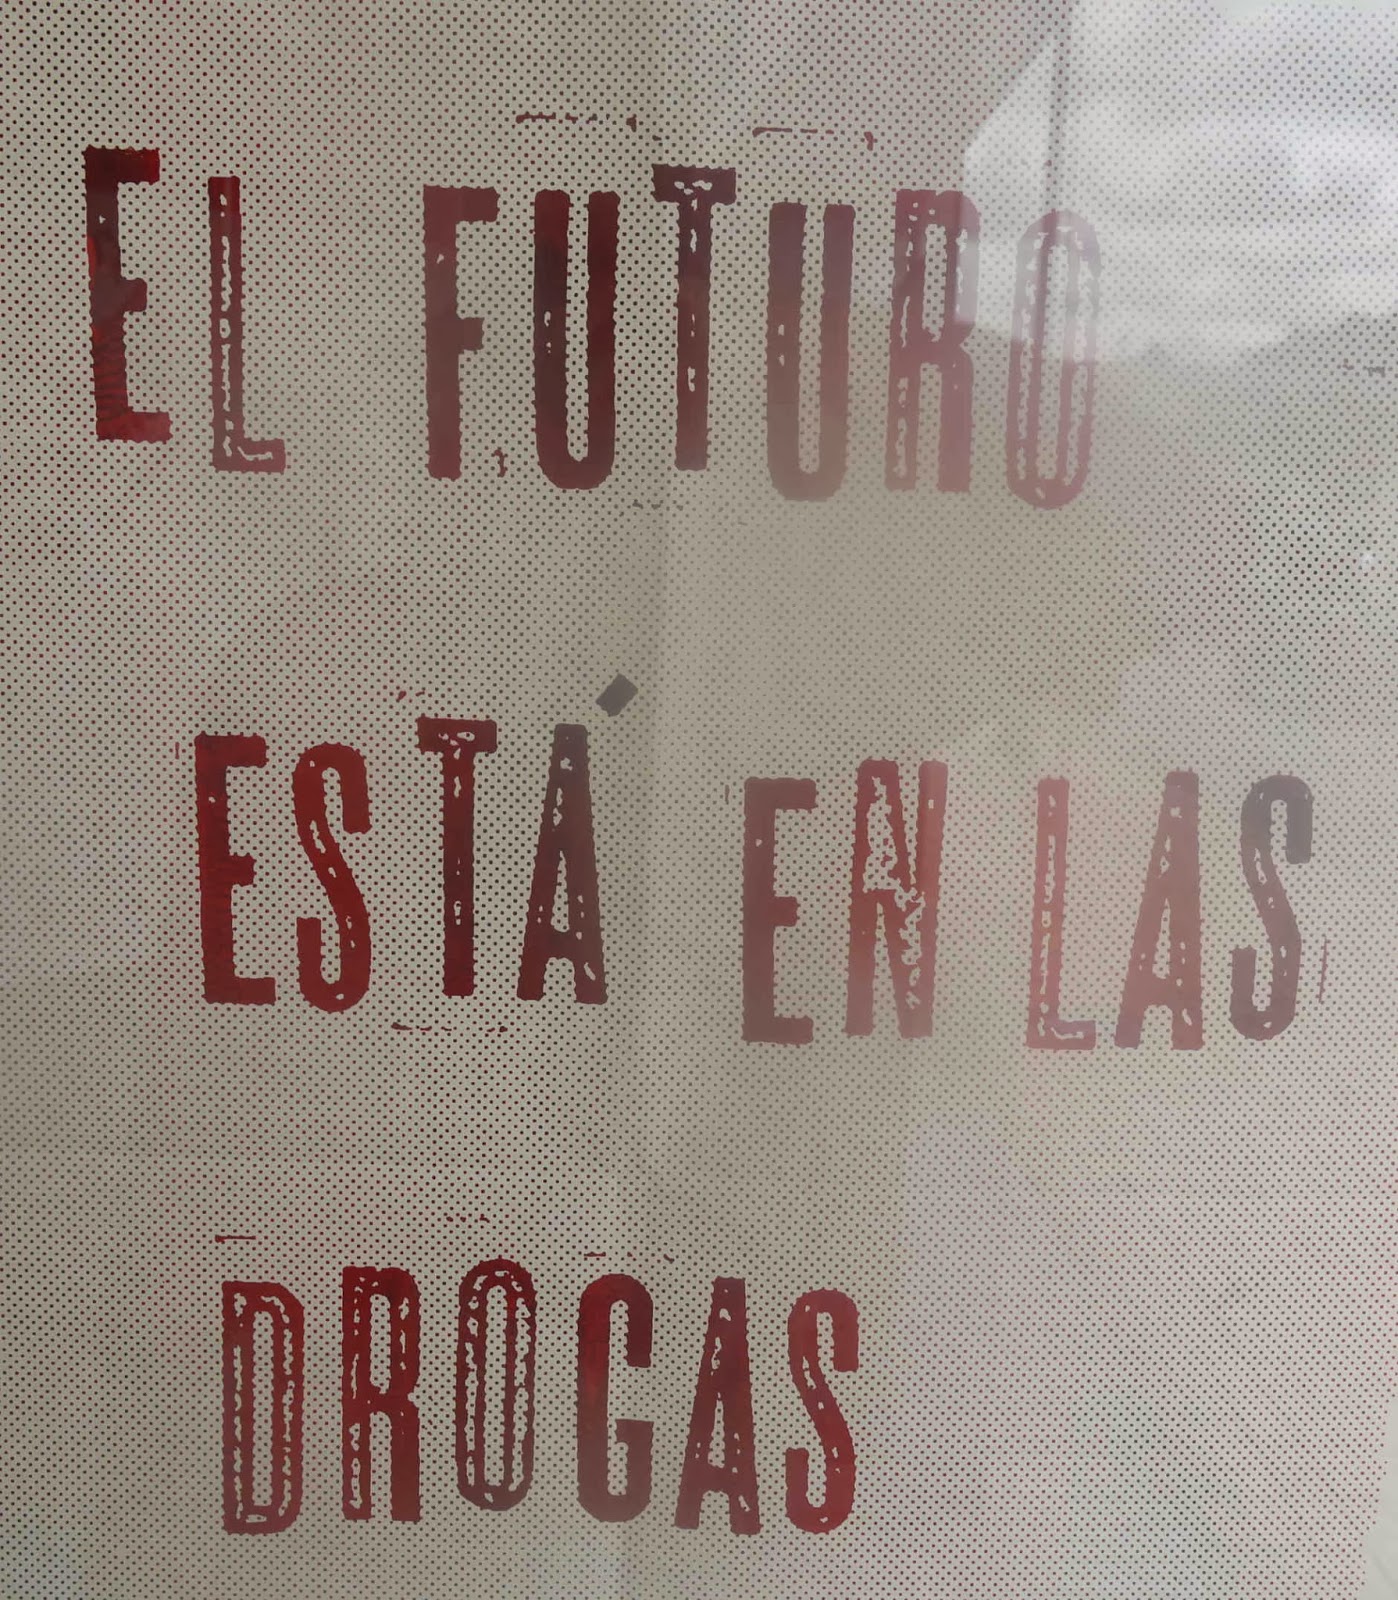 EL FUTURO
ESTÁ EN LAS
DROGAS